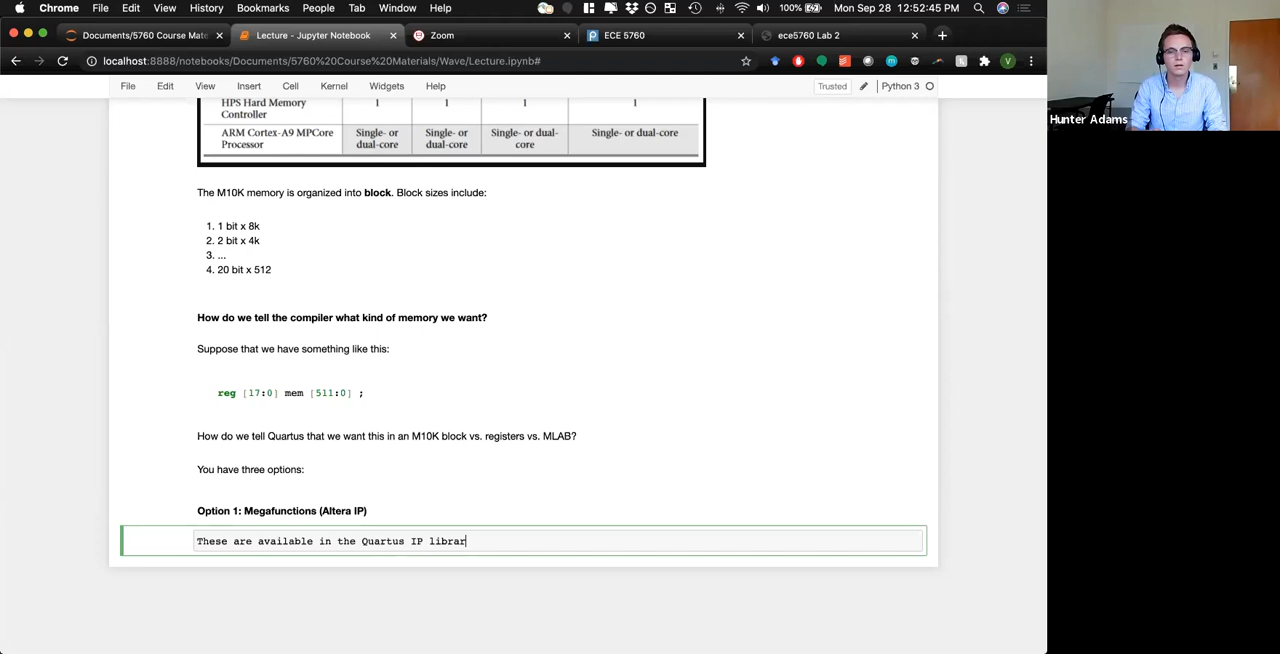 Chrome File Edit View History Bookmarks People Tab Window Help 100% Mon Sep 28 12:52:45 PM
Documents/5760 Course Mate Lecture - Jupyter Notebook Zoom ECE 5760 ece5760 Lab 2
localhost:8888/notebooks/Documents/5760%20Course%20Materials/Wave/Lecture.ipynb#
File Edit View Insert Cell Kernel Widgets Help Trusted Python 3
HPS Hard Memory Controller 1 1 1 1
ARM Cortex-A9 MPCore Processor Single- or dual-core Single- or dual-core Single- or dual-core Single- or dual-core
The M10K memory is organized into block. Block sizes include:
1. 1 bit x 8k
2. 2 bit x 4k
3. ...
4. 20 bit x 512
How do we tell the compiler what kind of memory we want?
Suppose that we have something like this:
reg [17:0] mem [511:0] ;
How do we tell Quartus that we want this in an M10K block vs. registers vs. MLAB?
You have three options:
Option 1: Megafunctions (Altera IP)
These are available in the Quartus IP librar
Hunter Adams